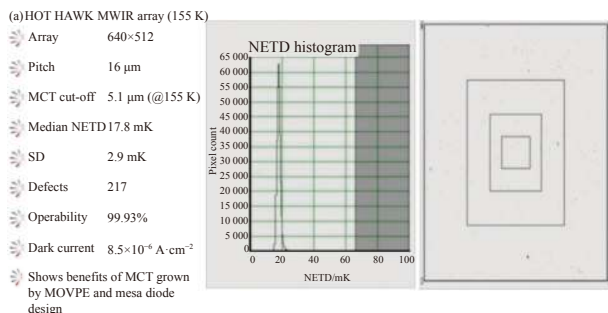 (a) HOT HAWK MWIR array (155 K)
Array 640×512
Pitch 16 μm
MCT cut-off 5.1 μm (@155 K)
Median NETD 17.8 mK
SD 2.9 mK
Defects 217
Operability 99.93%
Dark current 8.5×10⁻⁶ A·cm⁻²
Shows benefits of MCT grown
by MOVPE and mesa diode
design
NETD histogram
Pixel count
65 000
60 000
55 000
50 000
45 000
40 000
35 000
30 000
25 000
20 000
15 000
10 000
5 000
0
0 20 40 60 80 100
NETD/mK